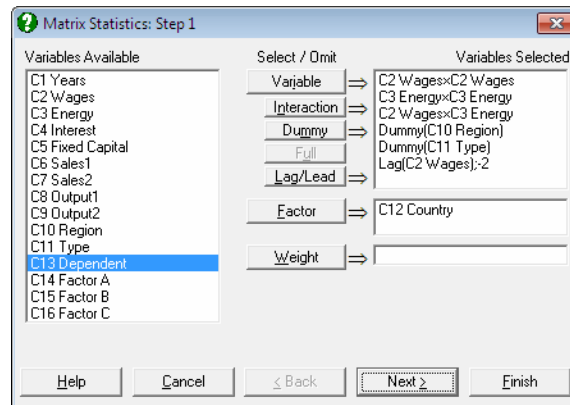 Matrix Statistics: Step 1
Variables Available
Select / Omit
Variables Selected
C1 Years
C2 Wages
C3 Energy
C4 Interest
C5 Fixed Capital
C6 Sales1
C7 Sales2
C8 Output1
C9 Output2
C10 Region
C11 Type
C13 Dependent
C14 Factor A
C15 Factor B
C16 Factor C
Variable
Interaction
Dummy
Full
Lag/Lead
Factor
Weight
C2 Wages×C2 Wages
C3 Energy×C3 Energy
C2 Wages×C3 Energy
Dummy(C10 Region)
Dummy(C11 Type)
Lag(C2 Wages);-2
C12 Country
Help
Cancel
< Back
Next >
Finish